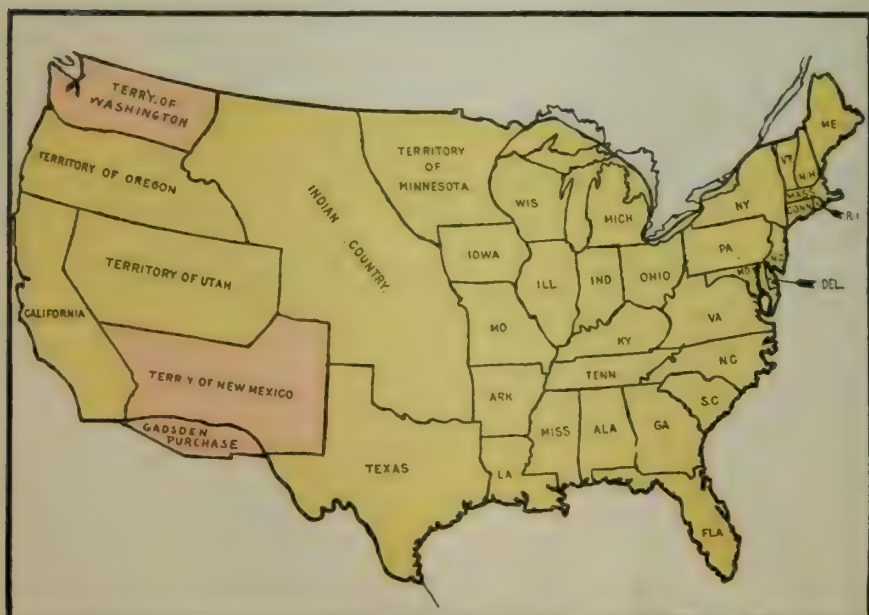 TERRY. OF
WASHINGTON
TERRITORY OF OREGON
TERRITORY
OF
MINNESOTA
INDIAN
COUNTRY.
TERRITORY OF UTAH
CALIFORNIA
TERRY OF NEW MEXICO
GADSDEN
PURCHASE
TEXAS
WIS
MICH
IOWA
ILL
IND
OHIO
MO
KY
TENN
ARK
MISS
ALA
GA
LA
FLA
S.C
N.C
VA
MD
DEL.
PA
NY
CONN
R.I
MASS
VT
N.H
ME